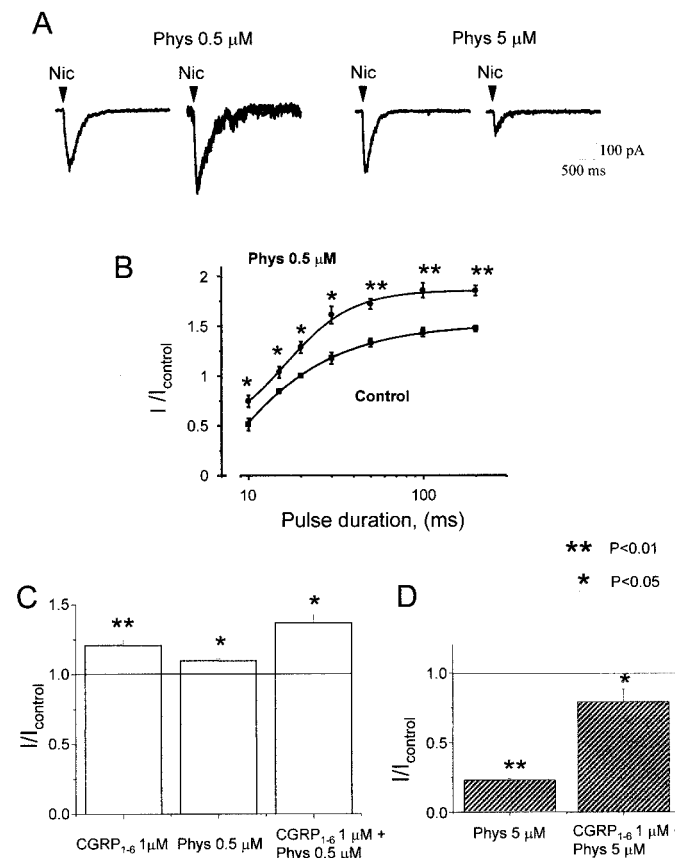 A
Phys 0.5 µM
Phys 5 µM
Nic
Nic
Nic
Nic
100 pA
500 ms
B
Phys 0.5 µM
**
**
**
*
*
*
*
2
1.5
1
0.5
0
I /Icontrol
Control
10
100
Pulse duration, (ms)
** P<0.01
* P<0.05
C
1.5
1.0
0.5
0.0
I/Icontrol
**
*
*
CGRP1-6 1µM
Phys 0.5 µM
CGRP1-6 1 µM +
Phys 0.5 µM
D
1.0
0.5
0.0
I/Icontrol
**
*
Phys 5 µM
CGRP1-6 1 µM +
Phys 5 µM